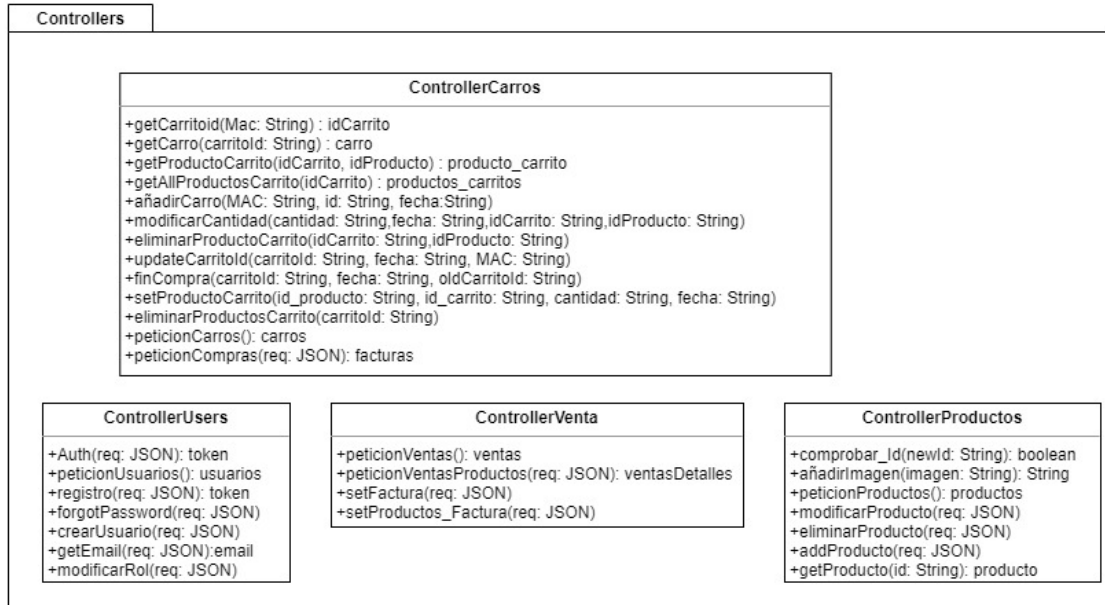 Controllers
ControllerCarros
+getCarritoid(Mac: String) : idCarrito
+getCarro(carritoId: String) : carro
+getProductoCarrito(idCarrito, idProducto) : producto_carrito
+getAllProductosCarrito(idCarrito) : productos_carritos
+añadirCarro(MAC: String, id: String, fecha:String)
+modificarCantidad(cantidad: String,fecha: String,idCarrito: String,idProducto: String)
+eliminarProductoCarrito(idCarrito: String,idProducto: String)
+updateCarritoId(carritoId: String, fecha: String, MAC: String)
+finCompra(carritoId: String, fecha: String, oldCarritoId: String)
+setProductoCarrito(id_producto: String, id_carrito: String, cantidad: String, fecha: String)
+eliminarProductosCarrito(carritoId: String)
+peticionCarros(): carros
+peticionCompras(req: JSON): facturas
ControllerUsers
+Auth(req: JSON): token
+peticionUsuarios(): usuarios
+registro(req: JSON): token
+forgotPassword(req: JSON)
+crearUsuario(req: JSON)
+getEmail(req: JSON):email
+modificarRol(req: JSON)
ControllerVenta
+peticionVentas(): ventas
+peticionVentasProductos(req: JSON): ventasDetalles
+setFactura(req: JSON)
+setProductos_Factura(req: JSON)
ControllerProductos
+comprobar_Id(newId: String): boolean
+añadirImagen(imagen: String): String
+peticionProductos(): productos
+modificarProducto(req: JSON)
+eliminarProducto(req: JSON)
+addProducto(req: JSON)
+getProducto(id: String): producto